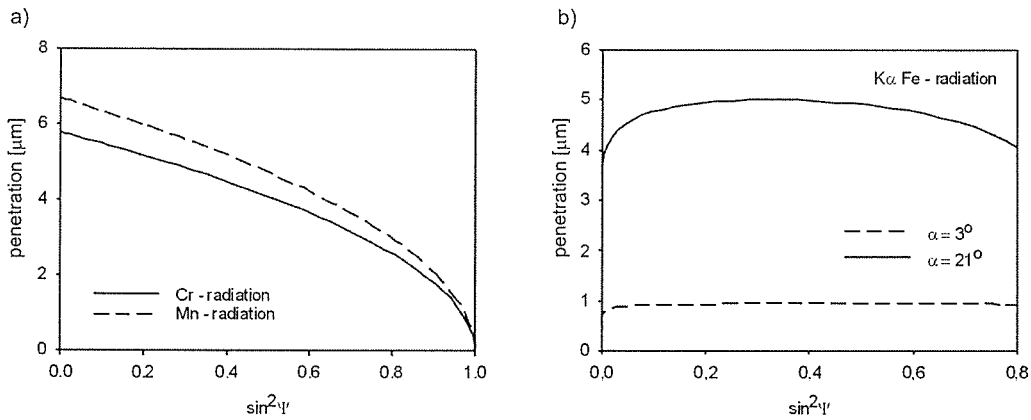 a)
penetration [μm]
8
6
4
2
0
Cr - radiation
Mn - radiation
0.0 0.2 0.4 0.6 0.8 1.0
sin²Ψ
b)
penetration [μm]
6
5
4
3
2
1
0
Kα Fe - radiation
α = 3°
α = 21°
0,0 0,2 0,4 0,6 0,8
sin²Ψ